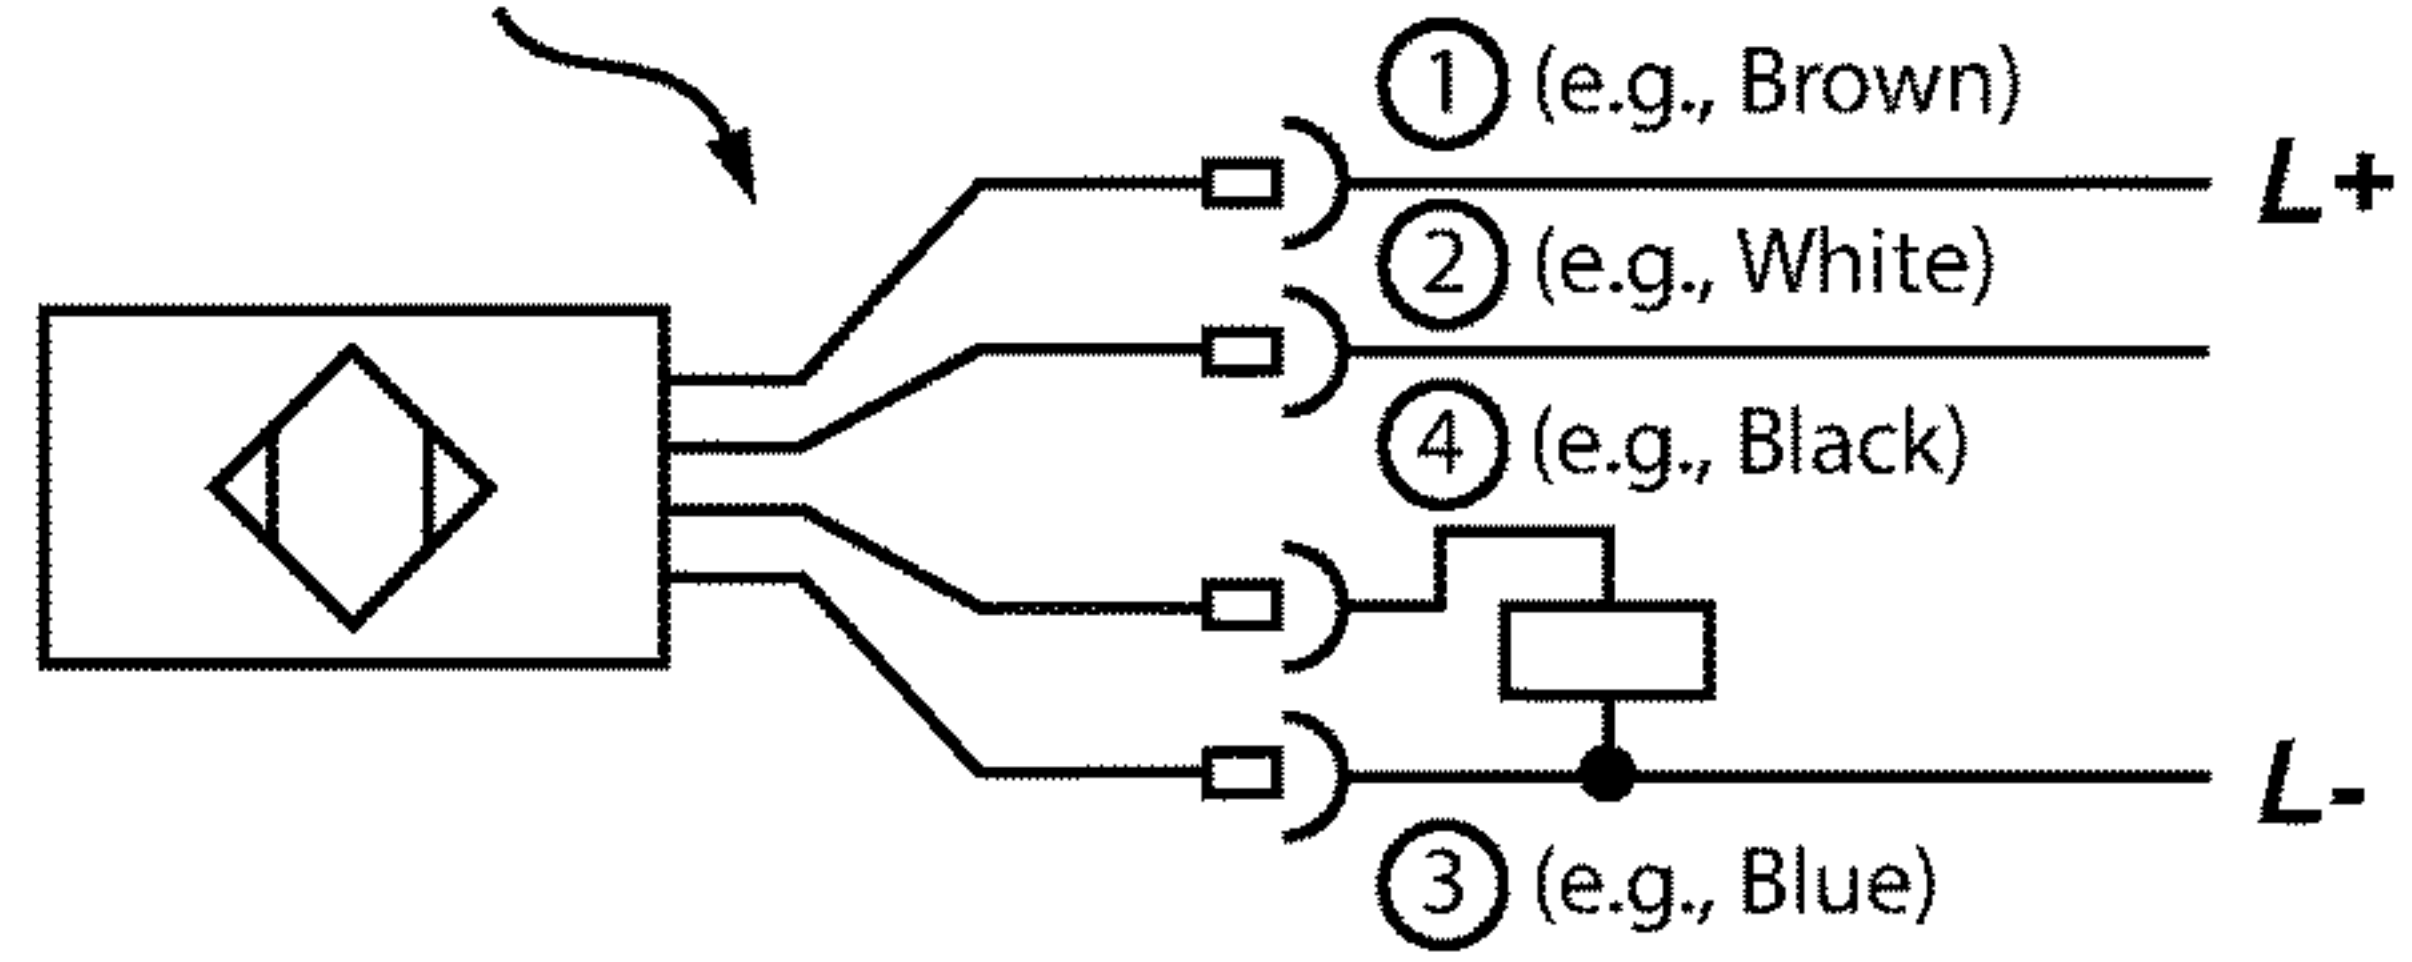 ① (e.g., Brown)
L+
② (e.g., White)
④ (e.g., Black)
L-
③ (e.g., Blue)